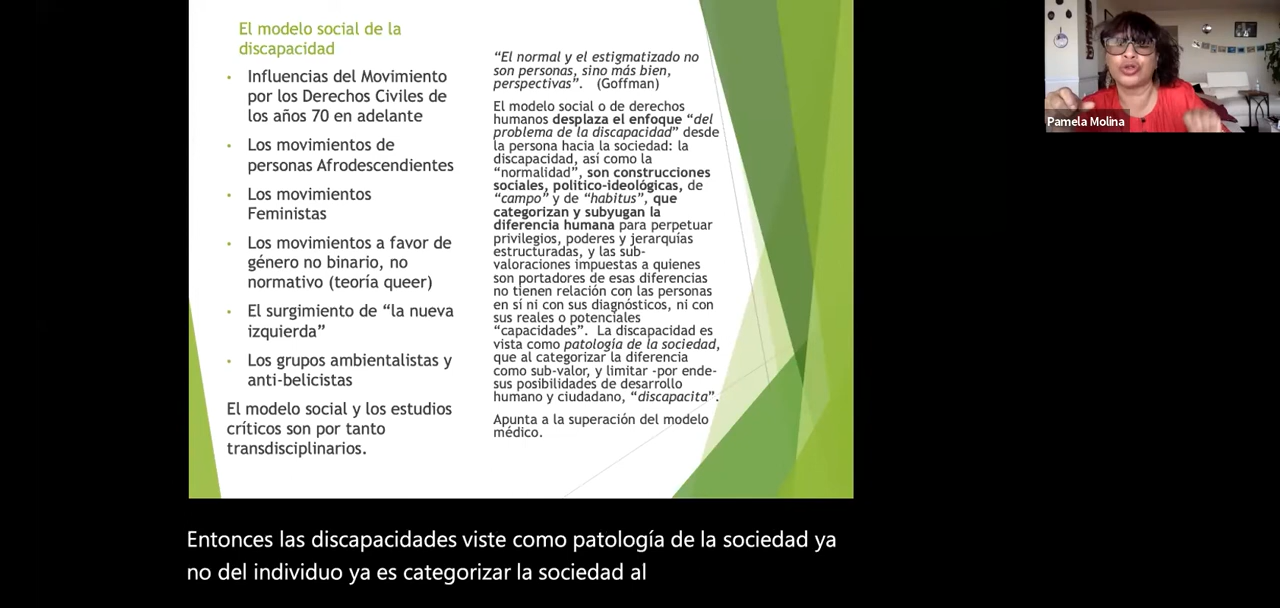 El modelo social de la
discapacidad
• Influencias del Movimiento
por los Derechos Civiles de
los años 70 en adelante
• Los movimientos de
personas Afrodescendientes
• Los movimientos
Feministas
• Los movimientos a favor de
género no binario, no
normativo (teoría queer)
• El surgimiento de “la nueva
izquierda”
• Los grupos ambientalistas y
anti-belicistas
El modelo social y los estudios
críticos son por tanto
transdisciplinarios.
“El normal y el estigmatizado no
son personas, sino más bien,
perspectivas”. (Goffman)
El modelo social o de derechos
humanos desplaza el enfoque “del
problema de la discapacidad” desde
la persona hacia la sociedad: la
discapacidad, así como la
“normalidad”, son construcciones
sociales, politico-ideológicas, de
“campo” y de “habitus”, que
categorizan y subyugan la
diferencia humana para perpetuar
privilegios, poderes y jerarquías
estructuradas, y las sub-
valoraciones impuestas a quienes
son portadores de esas diferencias
no tienen relación con las personas
en sí ni con sus diagnósticos, ni con
sus reales o potenciales
“capacidades”. La discapacidad es
vista como patología de la sociedad,
que al categorizar la diferencia
como sub-valor, y limitar -por ende-
sus posibilidades de desarrollo
humano y ciudadano, “discapacita”.
Apunta a la superación del modelo
médico.
Pamela Molina
Entonces las discapacidades viste como patología de la sociedad ya
no del individuo ya es categorizar la sociedad al